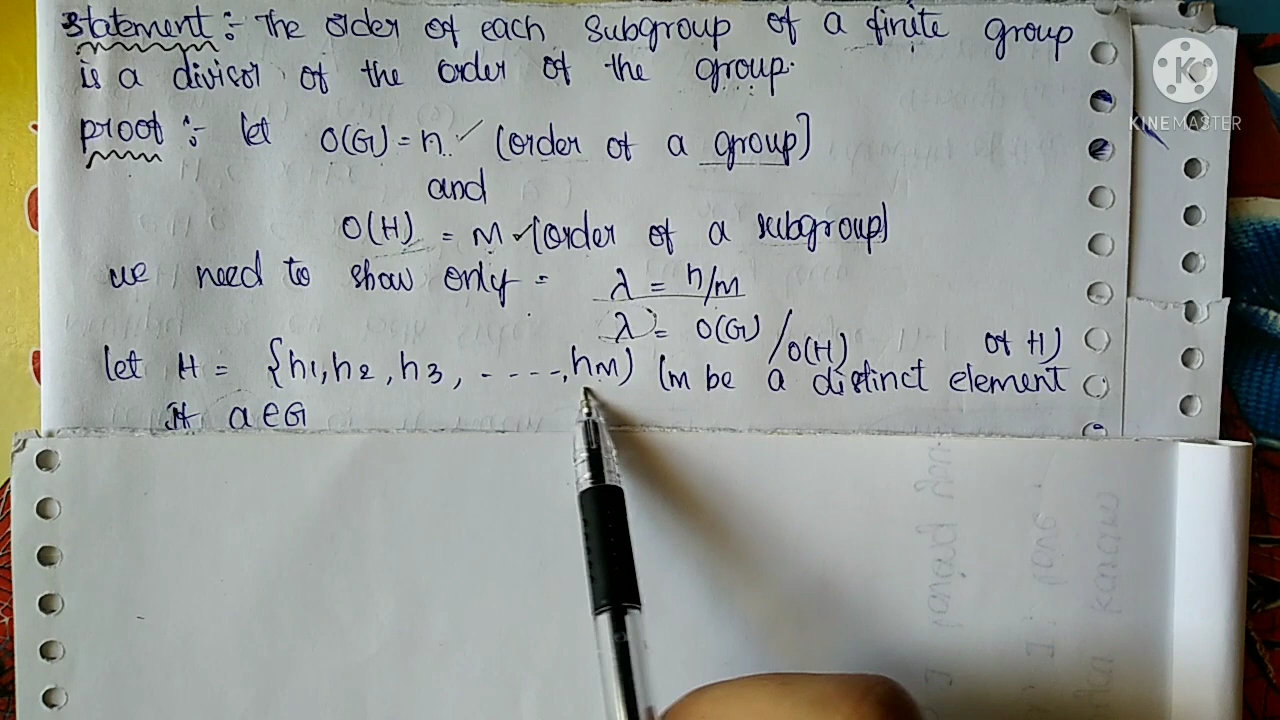 Statement :- The order of each subgroup of a finite group
is a divisor of the order of the group.
proof :- let O(G) = n ✓ (order of a group)
and
O(H) = m ✓ (order of a subgroup)
we need to show only = λ = n/m
λ = O(G) / O(H)
let H = {h1, h2, h3, ----, hm) (m be a distinct element of H)
If a ∈ G
KINEMASTER